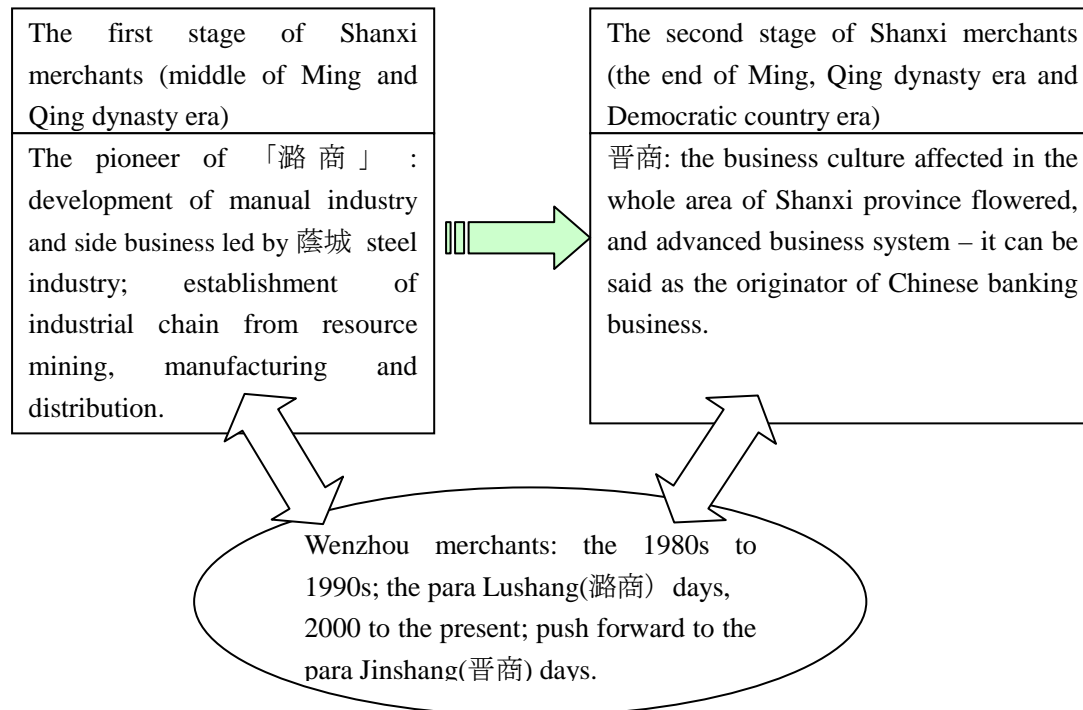 The first stage of Shanxi
merchants (middle of Ming and
Qing dynasty era)
The pioneer of 「潞商」 :
development of manual industry
and side business led by 蔭城 steel
industry; establishment of
industrial chain from resource
mining, manufacturing and
distribution.
The second stage of Shanxi merchants
(the end of Ming, Qing dynasty era and
Democratic country era)
晋商: the business culture affected in the
whole area of Shanxi province flowered,
and advanced business system – it can be
said as the originator of Chinese banking
business.
Wenzhou merchants: the 1980s to
1990s; the para Lushang(潞商) days,
2000 to the present; push forward to the
para Jinshang(晋商) days.